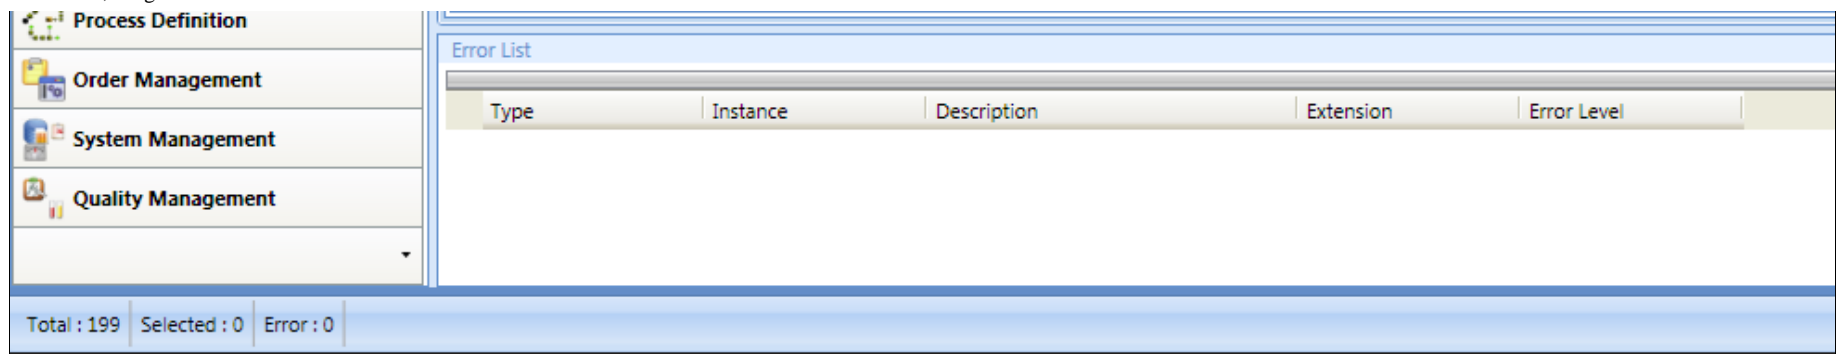 Process Definition
Order Management
System Management
Quality Management
Error List
Type Instance Description Extension Error Level
Total : 199 Selected : 0 Error : 0